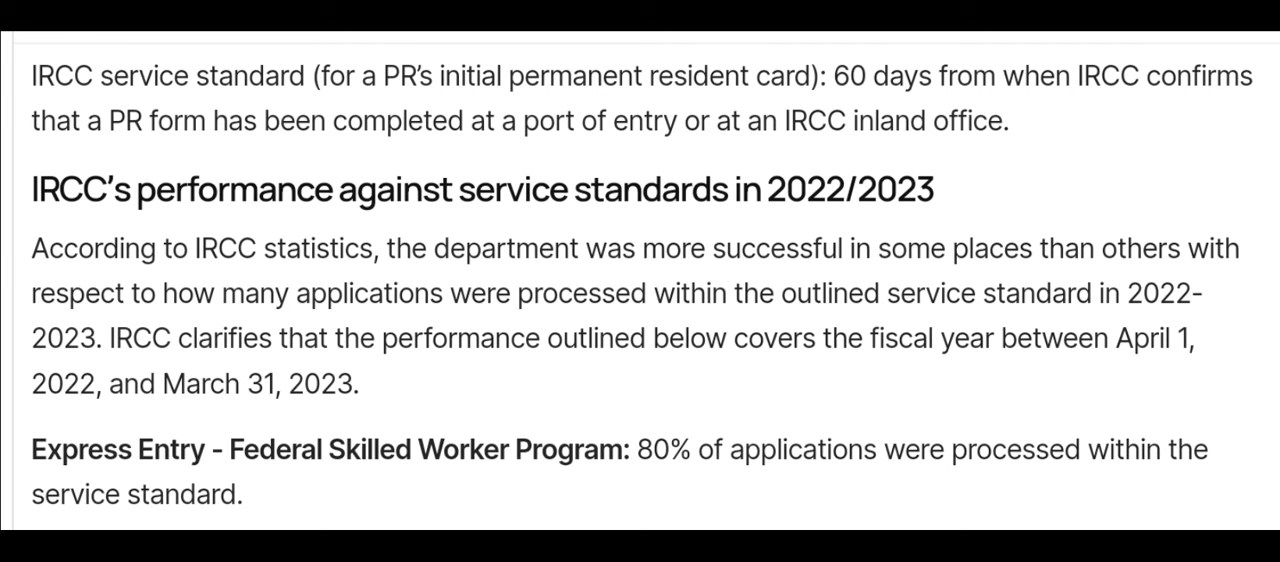 IRCC service standard (for a PR's initial permanent resident card): 60 days from when IRCC confirms
that a PR form has been completed at a port of entry or at an IRCC inland office.
IRCC's performance against service standards in 2022/2023
According to IRCC statistics, the department was more successful in some places than others with
respect to how many applications were processed within the outlined service standard in 2022-
2023. IRCC clarifies that the performance outlined below covers the fiscal year between April 1,
2022, and March 31, 2023.
Express Entry - Federal Skilled Worker Program: 80% of applications were processed within the
service standard.